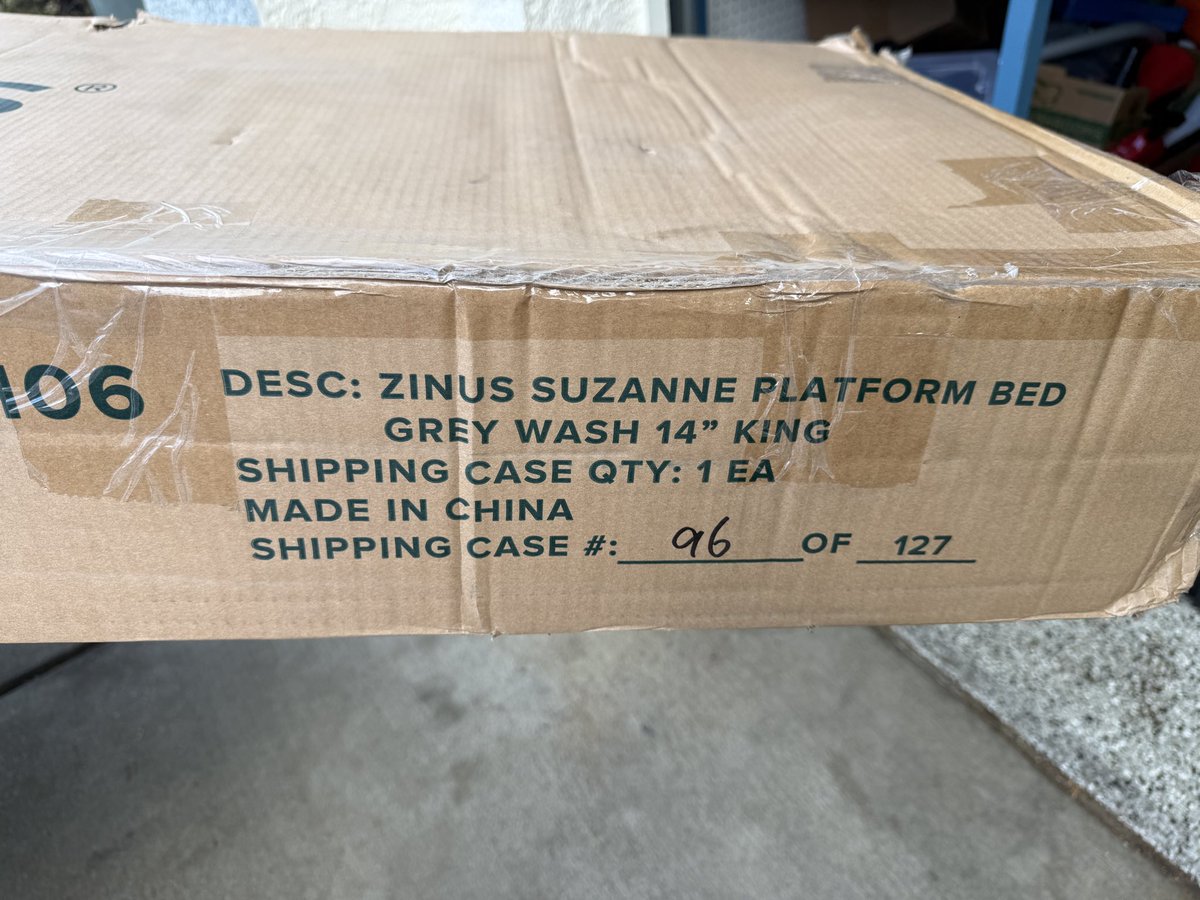 ®
106
DESC: ZINUS SUZANNE PLATFORM BED
GREY WASH 14” KING
SHIPPING CASE QTY: 1 EA
MADE IN CHINA
SHIPPING CASE #: 96 OF 127